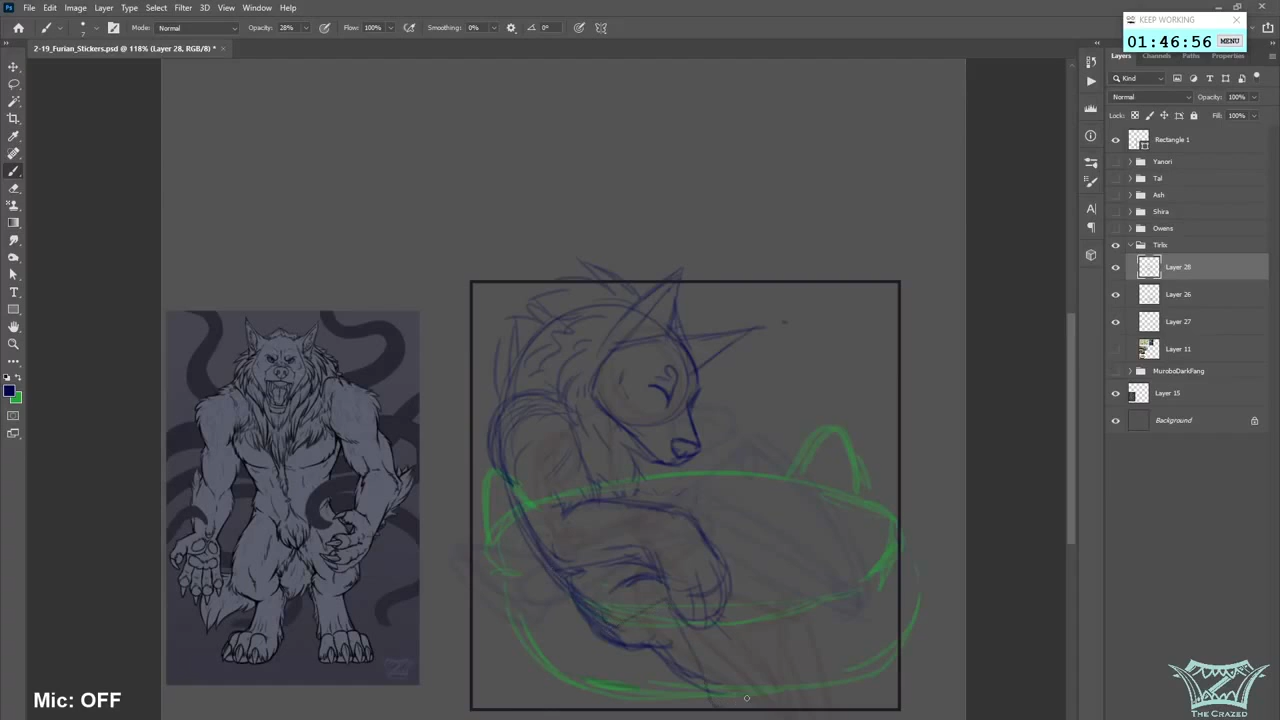 File Edit Image Layer Type Select Filter 3D View Window Help
KEEP WORKING
01:46:56 MENU
Mode: Normal Opacity: 28% Flow: 100% Smoothing: 0% 0°
2-19_Furian_Stickers.psd @ 118% (Layer 28, RGB/8) *
Layers Channels Paths Properties
Kind
Normal Opacity: 100%
Lock: Fill: 100%
Rectangle 1
Yanori
Tal
Ash
Shira
Owens
Tirlix
Layer 28
Layer 26
Layer 27
Layer 11
MuroboDarkFang
Layer 15
Background
Mic: OFF
THE CRAZED